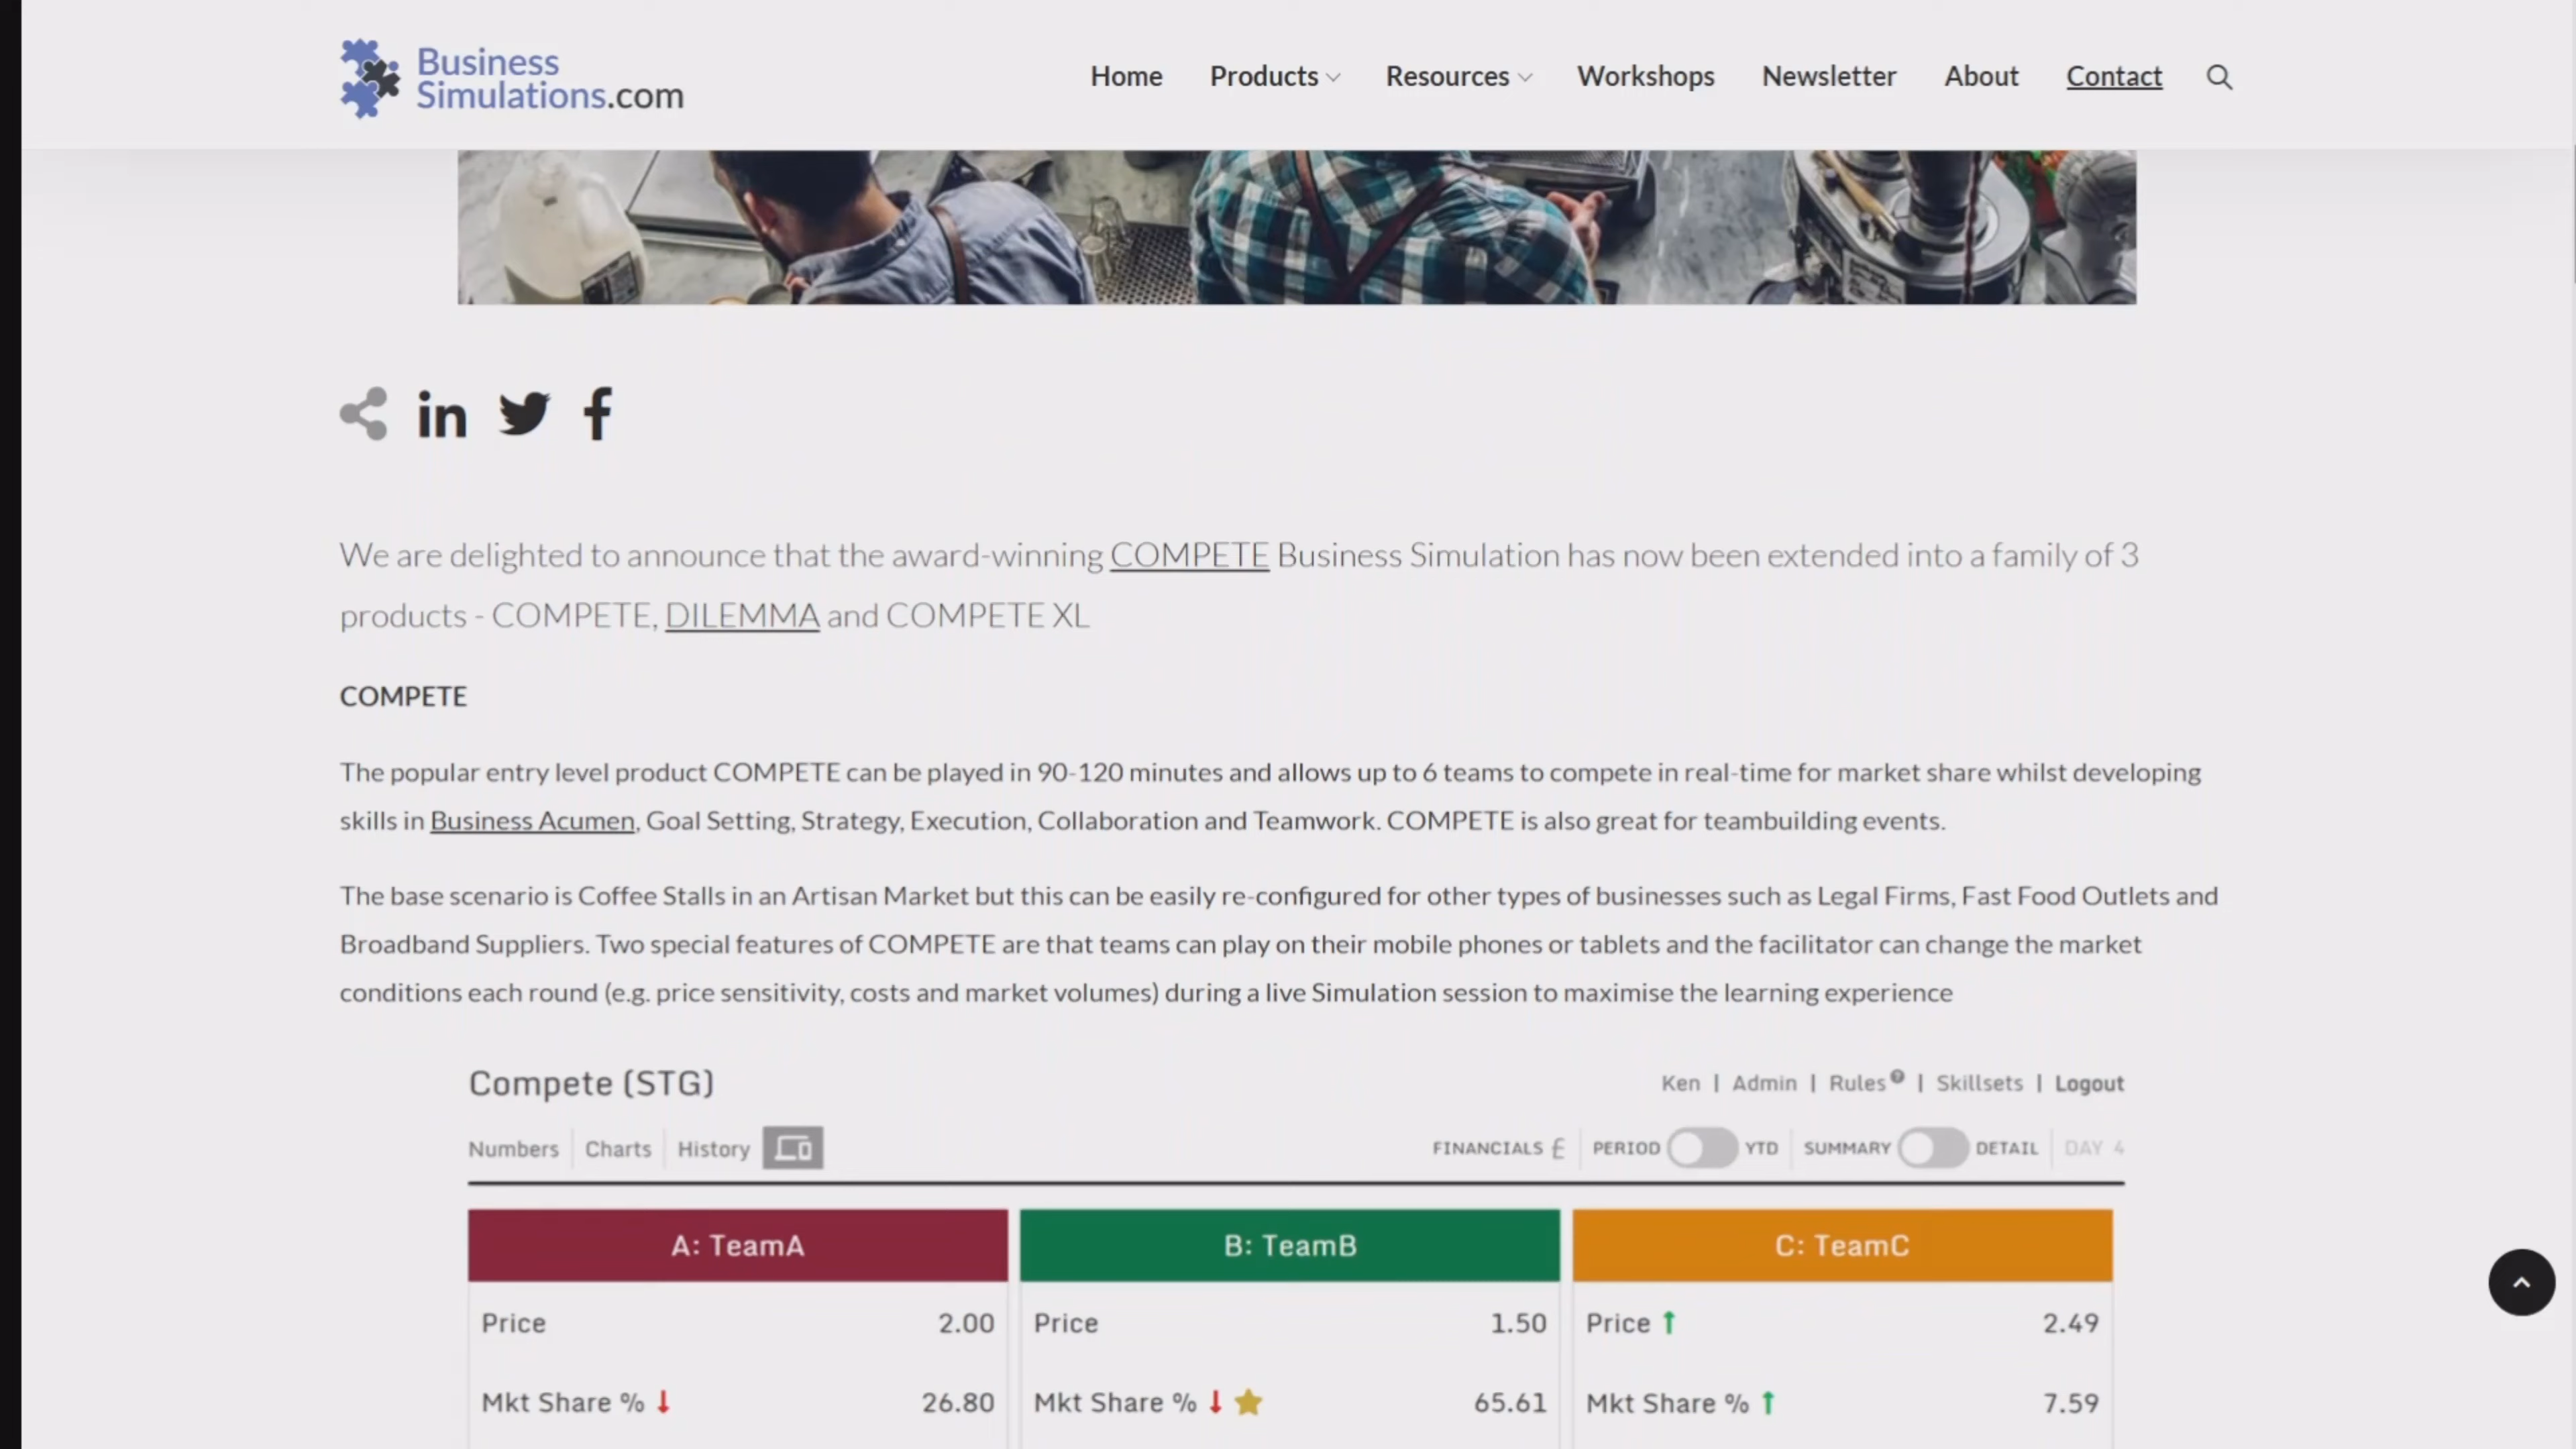 Business
Simulations.com
Home Products Resources Workshops Newsletter About Contact
in f
We are delighted to announce that the award-winning COMPETE Business Simulation has now been extended into a family of 3
products - COMPETE, DILEMMA and COMPETE XL
COMPETE
The popular entry level product COMPETE can be played in 90-120 minutes and allows up to 6 teams to compete in real-time for market share whilst developing
skills in Business Acumen, Goal Setting, Strategy, Execution, Collaboration and Teamwork. COMPETE is also great for teambuilding events.
The base scenario is Coffee Stalls in an Artisan Market but this can be easily re-configured for other types of businesses such as Legal Firms, Fast Food Outlets and
Broadband Suppliers. Two special features of COMPETE are that teams can play on their mobile phones or tablets and the facilitator can change the market
conditions each round (e.g. price sensitivity, costs and market volumes) during a live Simulation session to maximise the learning experience
Compete (STG)
Ken | Admin | Rules | Skillsets | Logout
Numbers Charts History
FINANCIALS £ PERIOD YTD SUMMARY DETAIL DAY 4
A: TeamA B: TeamB C: TeamC
Price 2.00 Price 1.50 Price ↑ 2.49
Mkt Share % ↓ 26.80 Mkt Share % ↓ 65.61 Mkt Share % ↑ 7.59